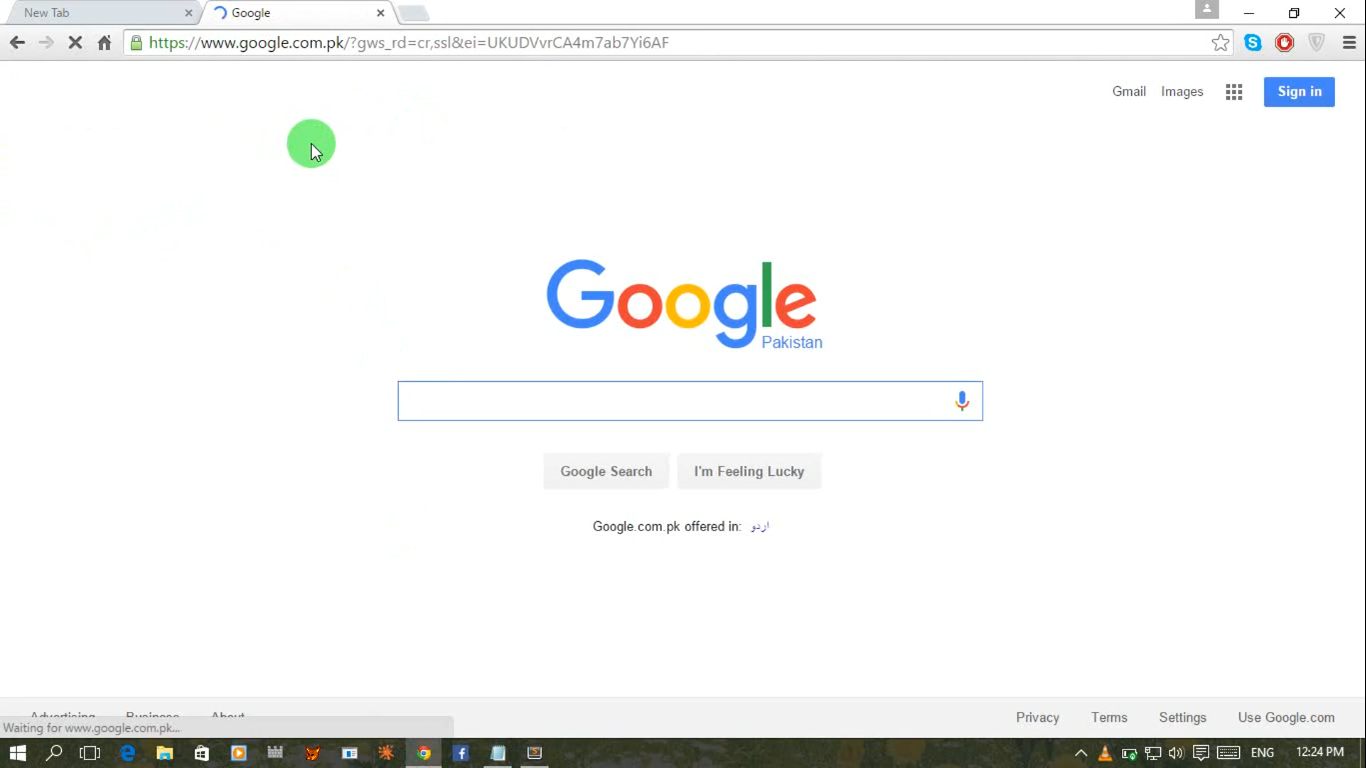 New Tab
Google
https://www.google.com.pk/?gws_rd=cr,ssl&ei=UKUDVvrCA4m7ab7Yi6AF
Gmail Images Sign in
Google
Pakistan
Google Search I'm Feeling Lucky
Google.com.pk offered in: اردو
Advertising Business About Privacy Terms Settings Use Google.com
Waiting for www.google.com.pk...
ENG 12:24 PM